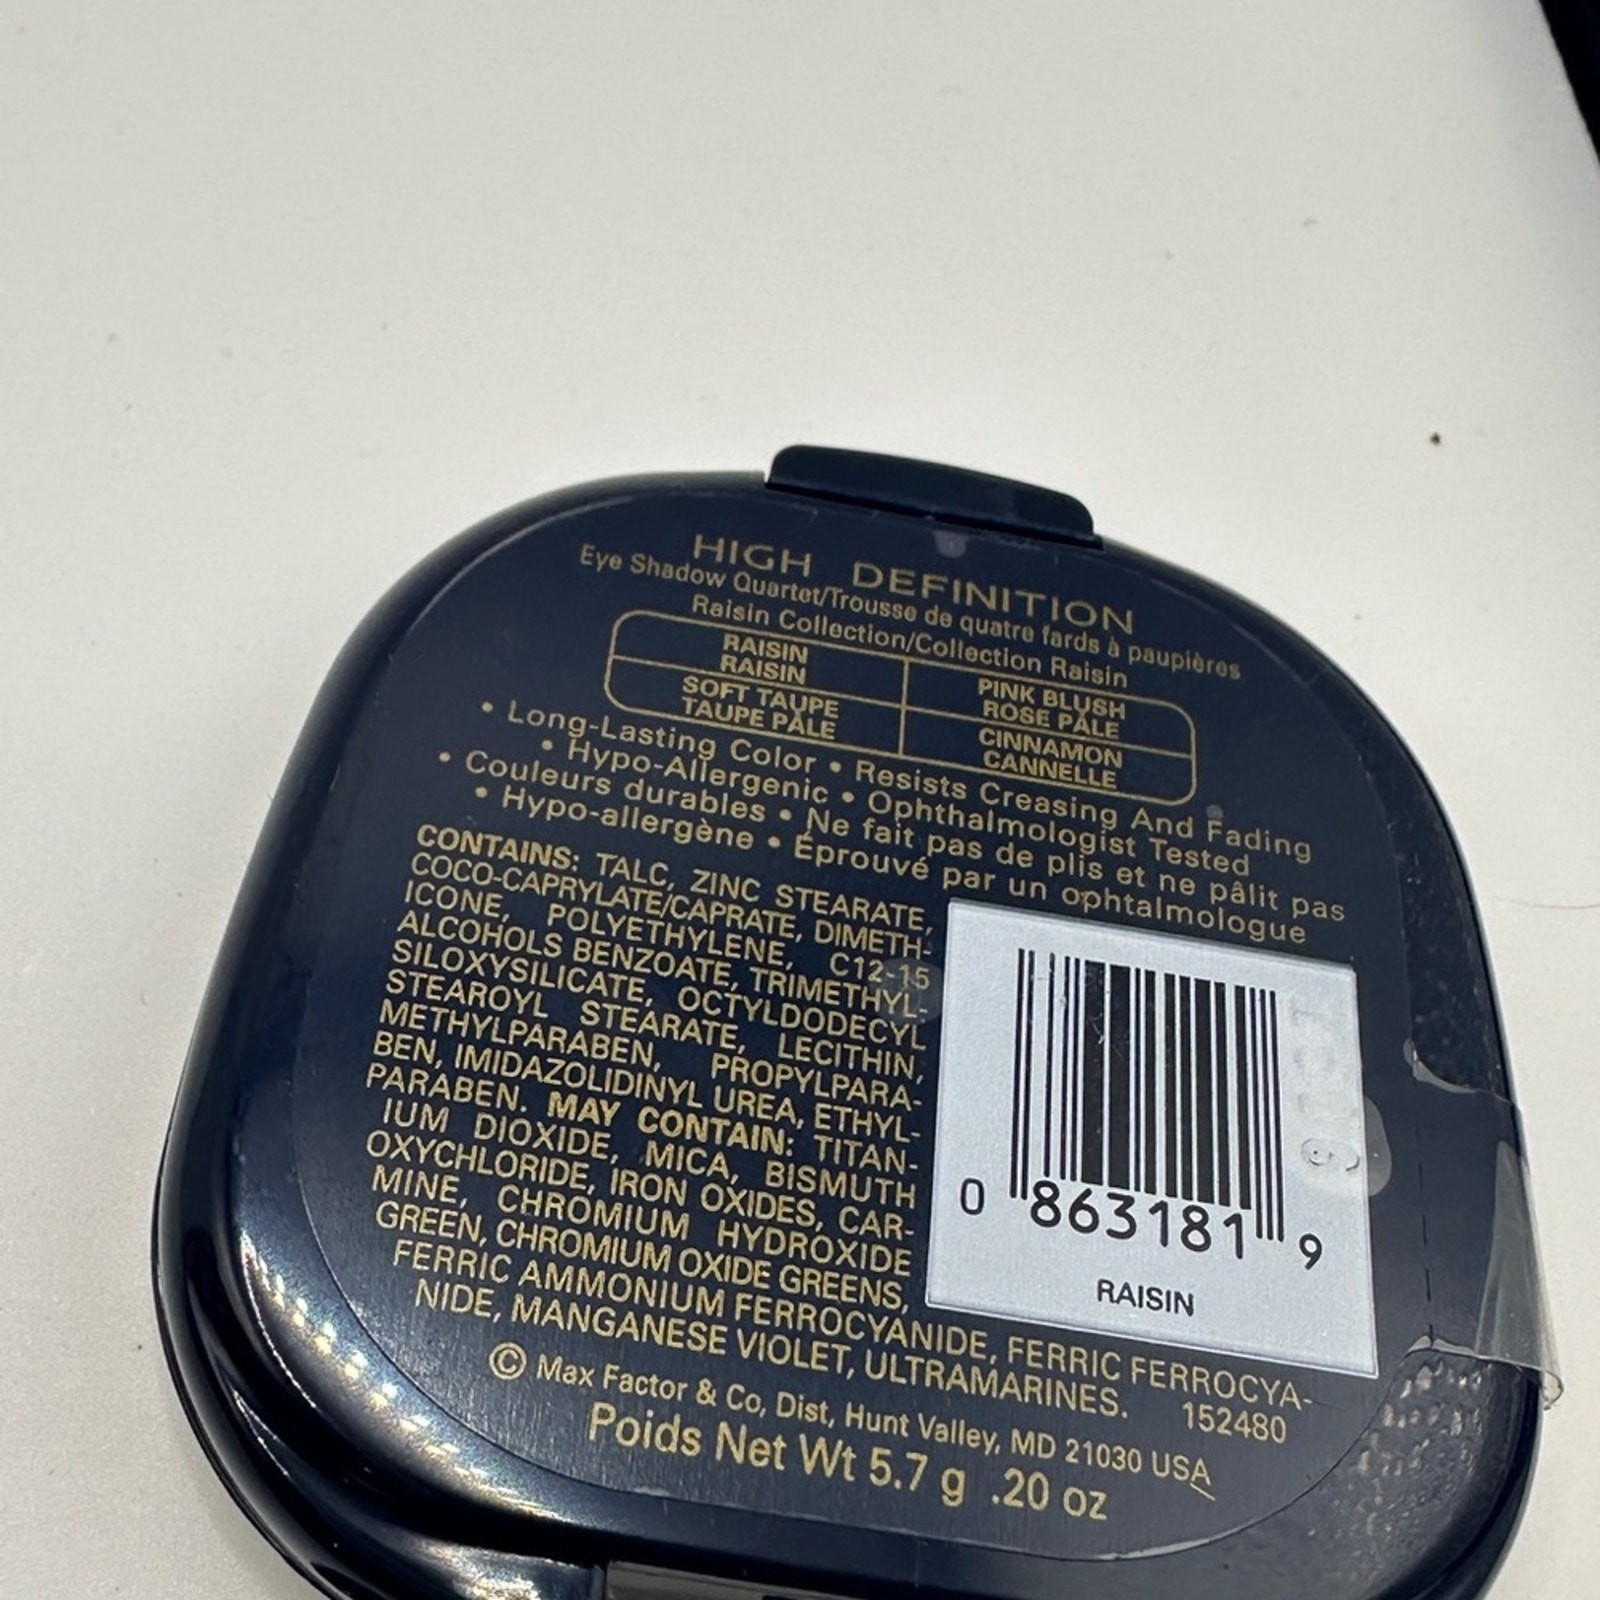 HIGH DEFINITION
Eye Shadow Quartet/Trousse de quatre fards à paupières
Raisin Collection/Collection Raisin
RAISIN
RAISIN
PINK BLUSH
ROSE PÂLE
SOFT TAUPE
TAUPE PÂLE
CINNAMON
CANNELLE
• Long-Lasting Color • Resists Creasing And Fading
• Hypo-Allergenic • Ophthalmologist Tested
• Couleurs durables • Ne fait pas de plis et ne pâlit pas
• Hypo-allergène • Éprouvé par un ophtalmologue
CONTAINS: TALC, ZINC STEARATE,
COCO-CAPRYLATE/CAPRATE, DIMETH-
ICONE, POLYETHYLENE, C12-15
ALCOHOLS BENZOATE, TRIMETHYL-
SILOXYSILICATE, OCTYLDODECYL
STEAROYL STEARATE, LECITHIN,
METHYLPARABEN, PROPYLPARA-
BEN, IMIDAZOLIDINYL UREA, ETHYL-
PARABEN. MAY CONTAIN: TITAN-
IUM DIOXIDE, MICA, BISMUTH
OXYCHLORIDE, IRON OXIDES, CAR-
MINE, CHROMIUM HYDROXIDE
GREEN, CHROMIUM OXIDE GREENS,
FERRIC AMMONIUM FERROCYANIDE, FERRIC FERROCYA-
NIDE, MANGANESE VIOLET, ULTRAMARINES. 152480
© Max Factor & Co, Dist, Hunt Valley, MD 21030 USA
Poids Net Wt 5.7 g .20 oz
0 863181 9
RAISIN